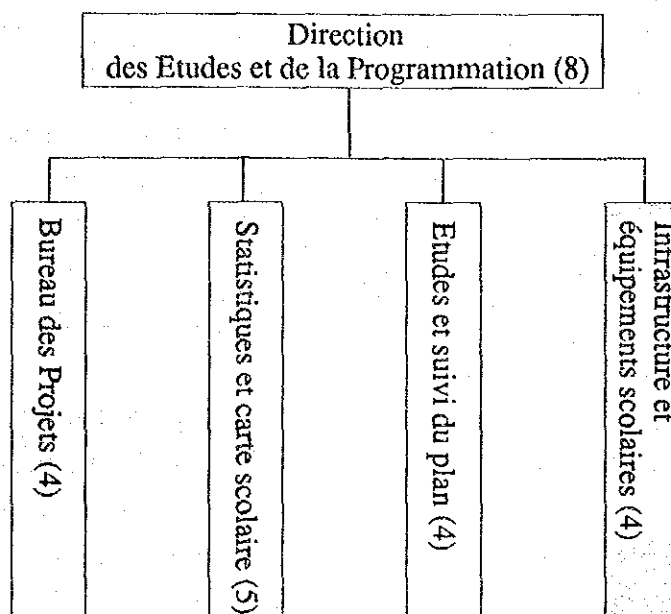 Direction
des Etudes et de la Programmation (8)
Bureau des Projets (4)
Statistiques et carte scolaire (5)
Etudes et suivi du plan (4)
Infrastructure et
équipements scolaires (4)